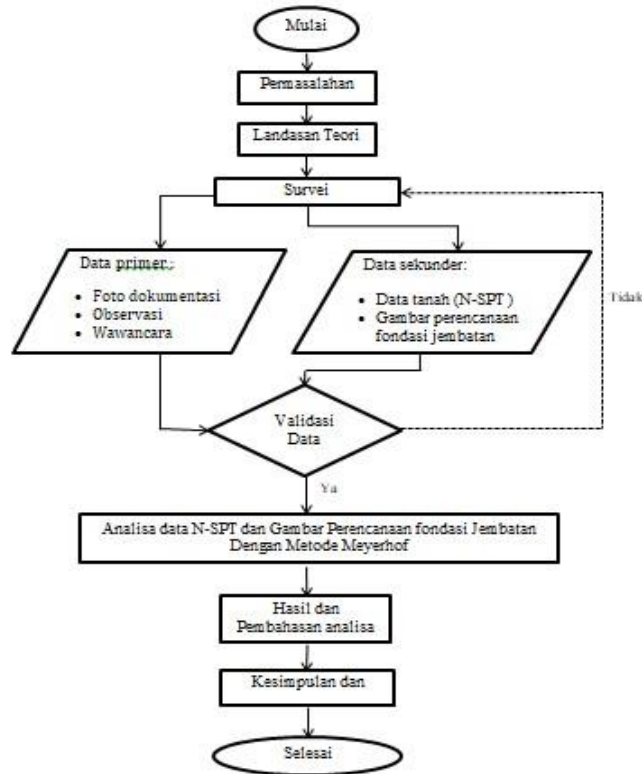 Mulai
Permasalahan
Landasan Teori
Survei
Data primer:
• Foto dokumentasi
• Observasi
• Wawancara
Data sekunder:
• Data tanah (N-SPT )
• Gambar perencanaan
fondasi jembatan
Tidak
Validasi
Data
Ya
Analisa data N-SPT dan Gambar Perencanaan fondasi Jembatan
Dengan Metode Meyerhof
Hasil dan
Pembahasan analisa
Kesimpulan dan
Selesai